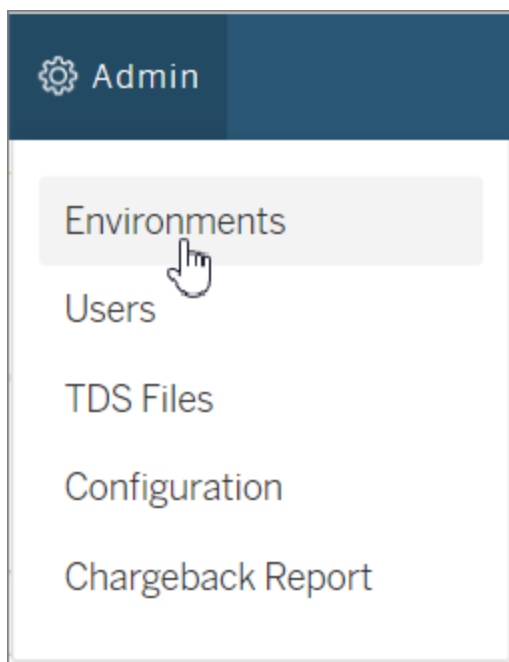 Admin
Environments
Users
TDS Files
Configuration
Chargeback Report